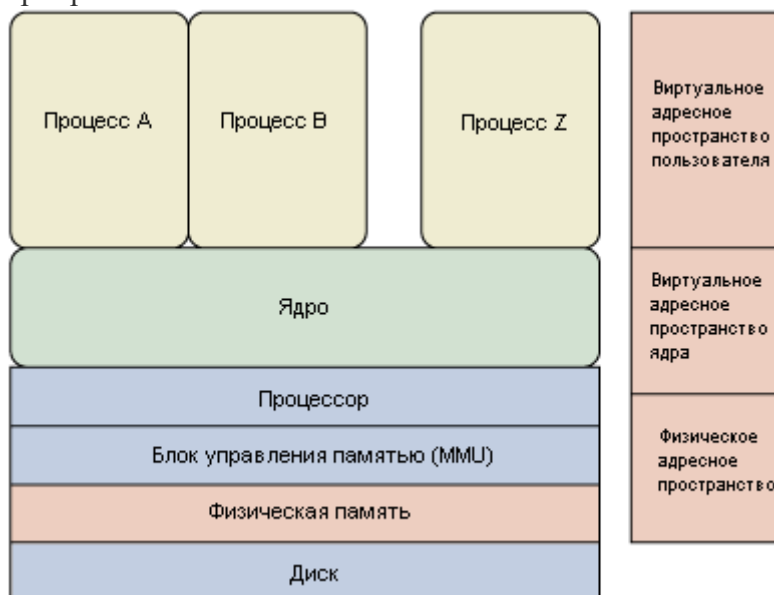 Процесс А
Процесс В
Процесс Z
Виртуальное
адресное
пространство
пользователя
Ядро
Виртуальное
адресное
пространство
ядра
Процессор
Блок управления памятью (MMU)
Физическая память
Диск
Физическое
адресное
пространство